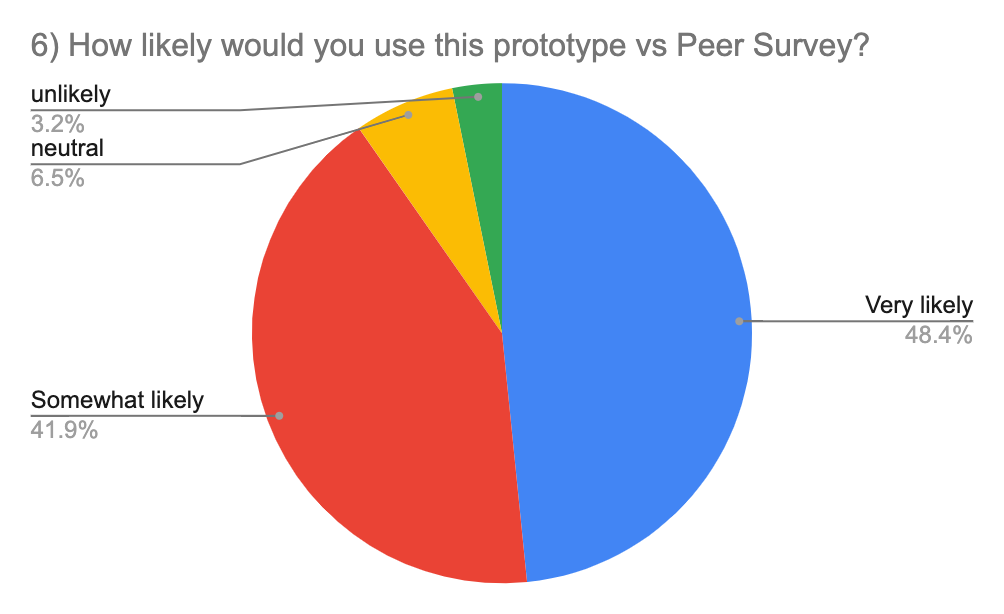 6) How likely would you use this prototype vs Peer Survey?
unlikely
3.2%
neutral
6.5%
Very likely
48.4%
Somewhat likely
41.9%